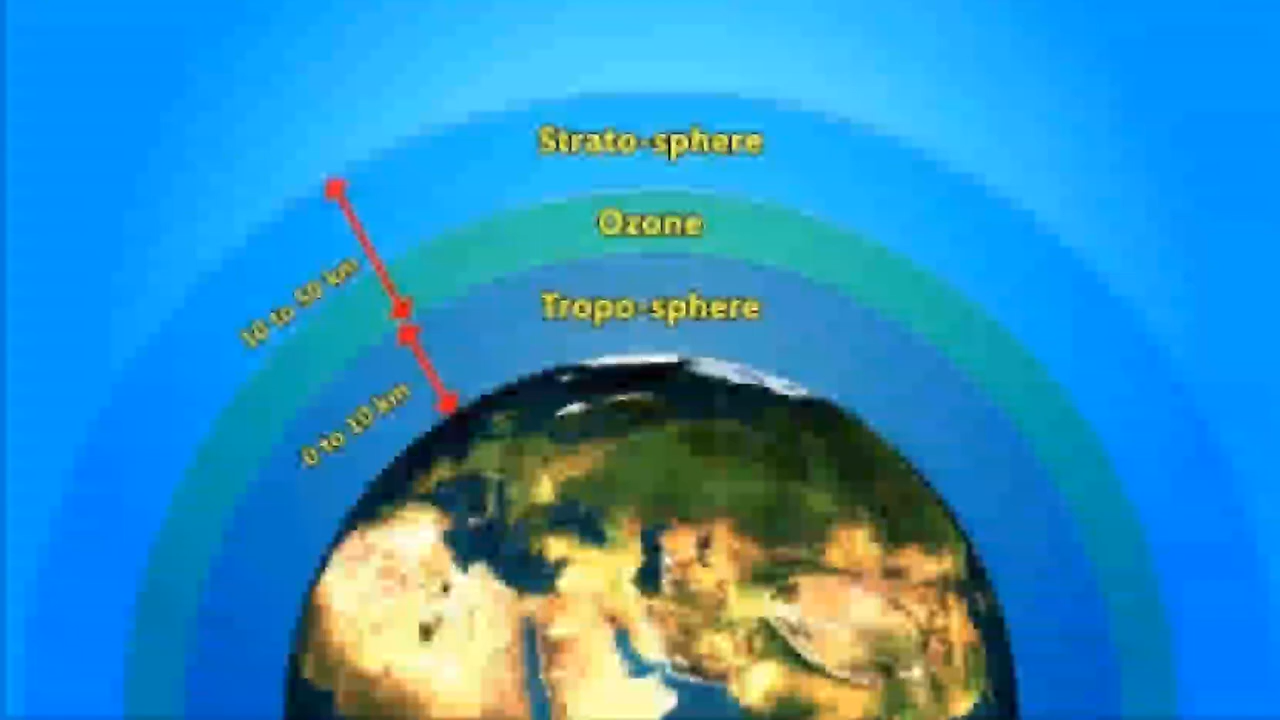 Strato-sphere
Ozone
Tropo-sphere
10 to 50 km
0 to 10 km